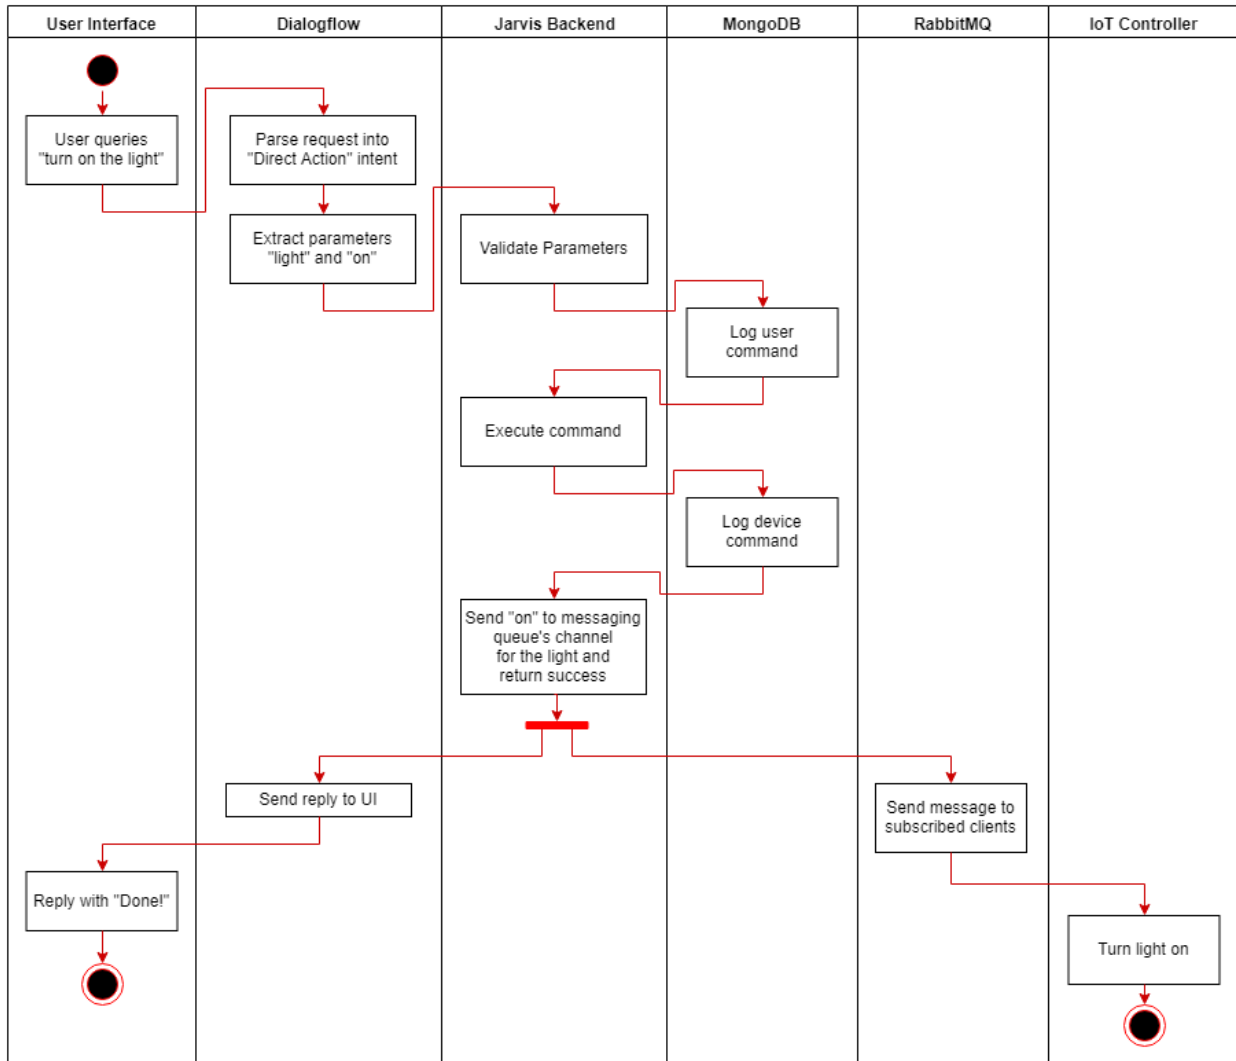 User Interface
Dialogflow
Jarvis Backend
MongoDB
RabbitMQ
IoT Controller
User queries
"turn on the light"
Parse request into
"Direct Action" intent
Extract parameters
"light" and "on"
Validate Parameters
Log user
command
Execute command
Log device
command
Send "on" to messaging
queue's channel
for the light and
return success
Send reply to UI
Send message to
subscribed clients
Reply with "Done!"
Turn light on